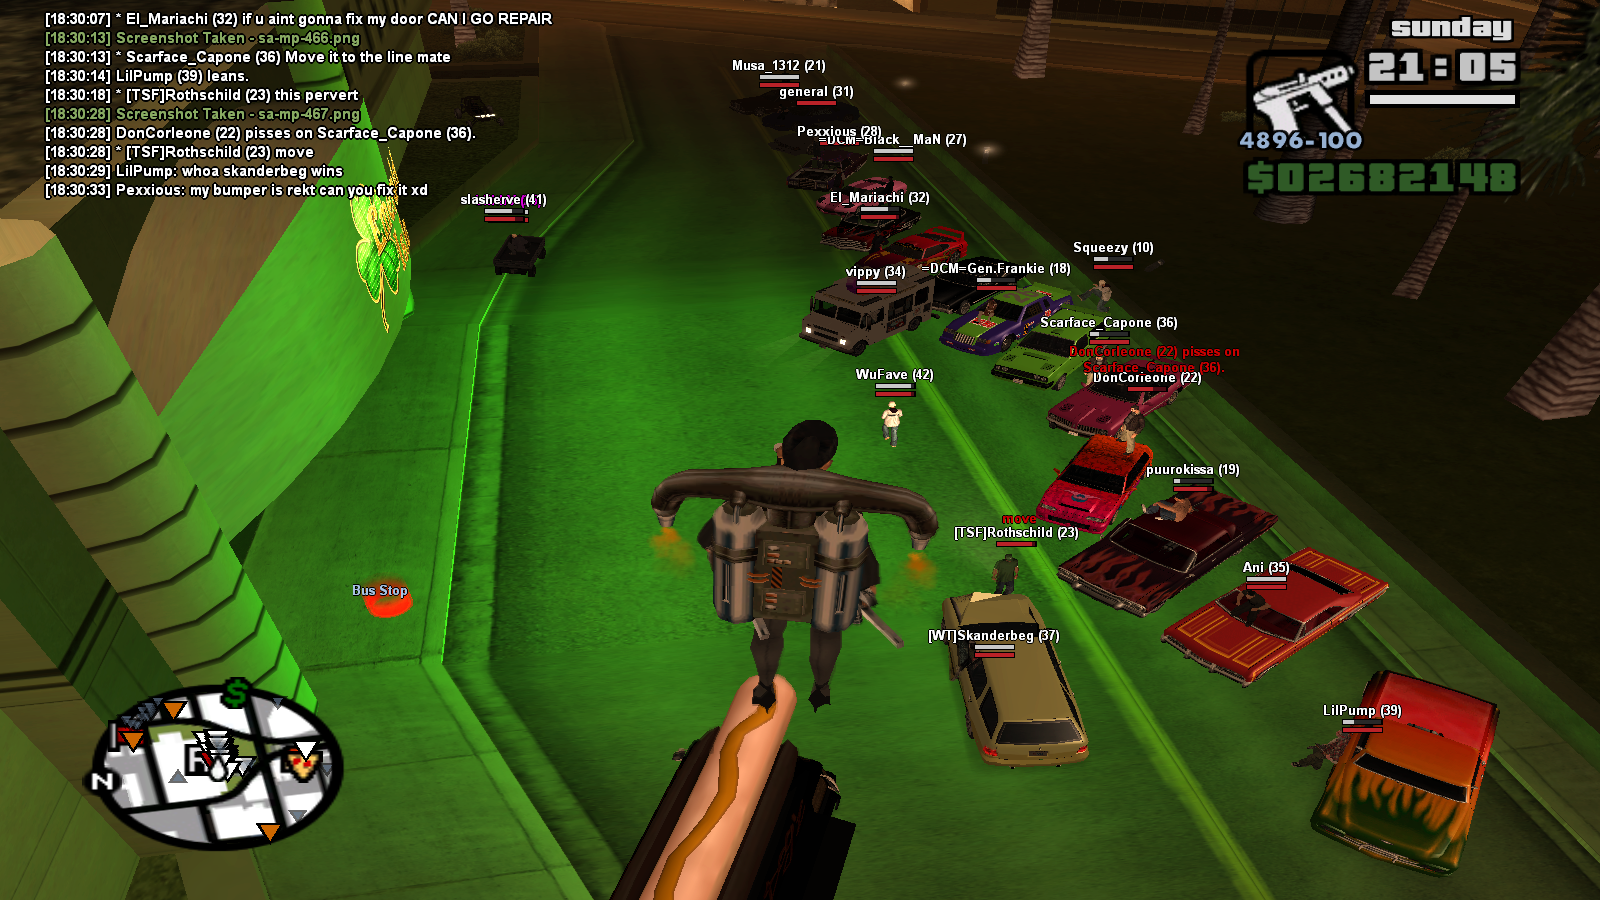 [18:30:07] * El_Mariachi (32) if u aint gonna fix my door CAN I GO REPAIR
[18:30:13] Screenshot Taken - sa-mp-466.png
[18:30:13] * Scarface_Capone (36) Move it to the line mate
[18:30:14] LilPump (39) leans.
[18:30:18] * [TSF]Rothschild (23) this pervert
[18:30:28] Screenshot Taken - sa-mp-467.png
[18:30:28] DonCorleone (22) pisses on Scarface_Capone (36).
[18:30:28] * [TSF]Rothschild (23) move
[18:30:29] LilPump: whoa skanderbeg wins
[18:30:33] Pexxious: my bumper is rekt can you fix it xd
sunday
21:05
4896-100
$02682148
Musa_1312 (21)
general (31)
Pexxious (28)
=DCM=Black__MaN (27)
El_Mariachi (32)
slasherve (41)
Squeezy (10)
vippy (34)
=DCM=Gen.Frankie (18)
Scarface_Capone (36)
DonCorleone (22) pisses on
Scarface_Capone (36).
DonCorleone (22)
WuFave (42)
puurokissa (19)
move
[TSF]Rothschild (23)
Ani (35)
Bus Stop
[WT]Skanderbeg (37)
LilPump (39)
$
N